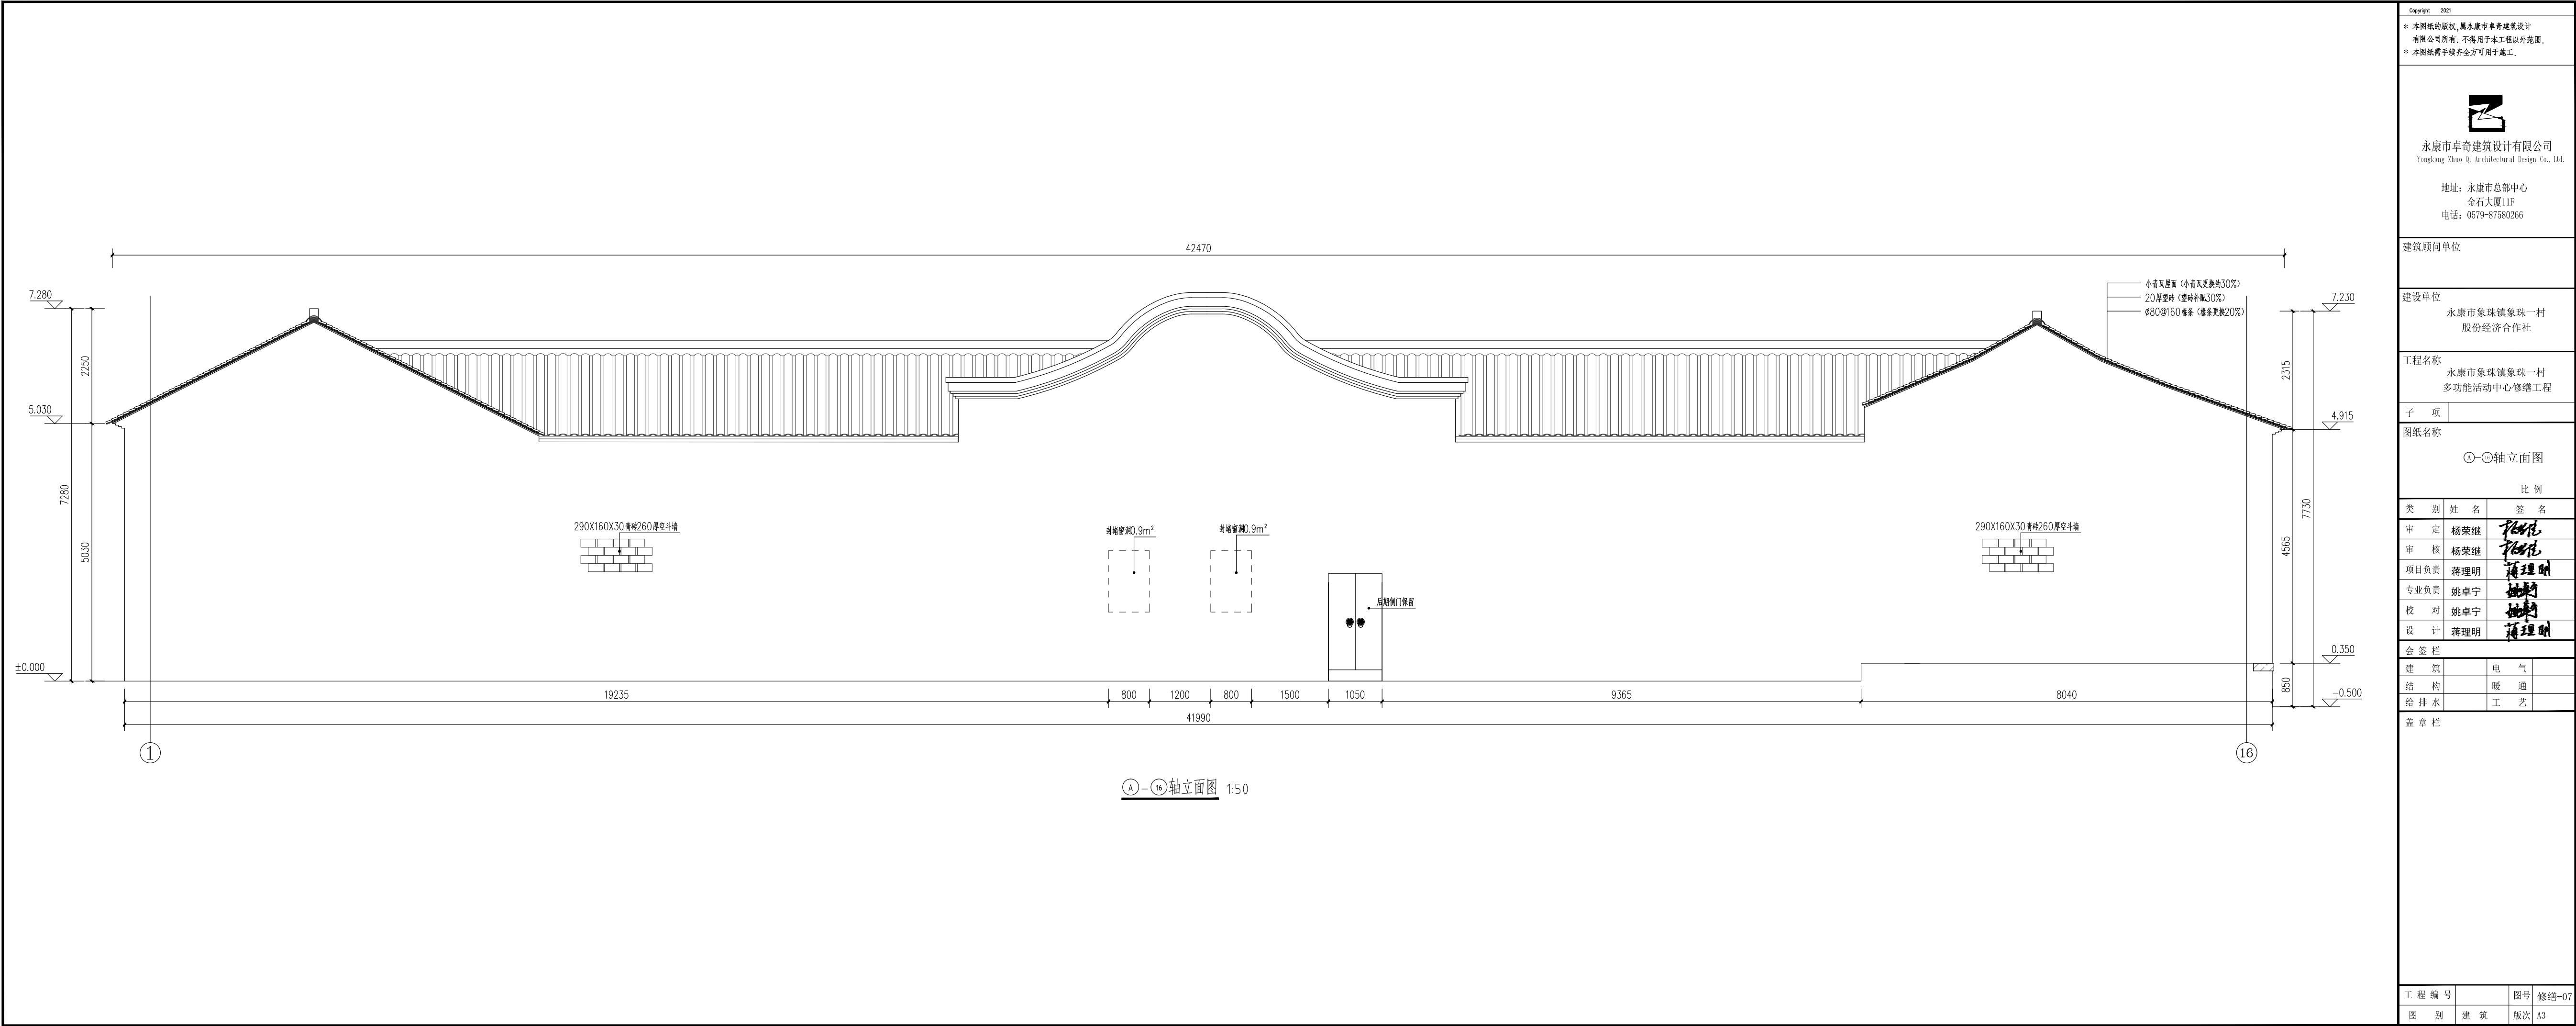 42470
7.280
5.030
±0.000
2250
7280
5030
小青瓦屋面（小青瓦更换约30%）
20厚望砖（望砖补配30%）
ø80@160椽条（椽条更换20%）
7.230
4.915
0.350
-0.500
2315
4565
7730
850
290X160X30青砖260厚空斗墙
封堵窗洞0.9m²
封堵窗洞0.9m²
290X160X30青砖260厚空斗墙
后期侧门保留
19235
800
1200
800
1500
1050
9365
8040
41990
1
16
A-16轴立面图 1:50
Copyright 2021
* 本图纸的版权,属永康市卓奇建筑设计
有限公司所有, 不得用于本工程以外范围.
* 本图纸需手续齐全方可用于施工.
永康市卓奇建筑设计有限公司
Yongkang Zhuo Qi Architectural Design Co., Ltd.
地址: 永康市总部中心
金石大厦11F
电话: 0579-87580266
建筑顾问单位
建设单位
永康市象珠镇象珠一村
股份经济合作社
工程名称
永康市象珠镇象珠一村
多功能活动中心修缮工程
子 项
图纸名称
A-16轴立面图
比 例
类 别 姓 名 签 名
审 定 杨荣继
审 核 杨荣继
项目负责 蒋理明 蒋理明
专业负责 姚卓宁
校 对 姚卓宁
设 计 蒋理明 蒋理明
会 签 栏
建 筑 电 气
结 构 暖 通
给 排 水 工 艺
盖 章 栏
工 程 编 号 图号 修缮-07
图 别 建 筑 版次 A3